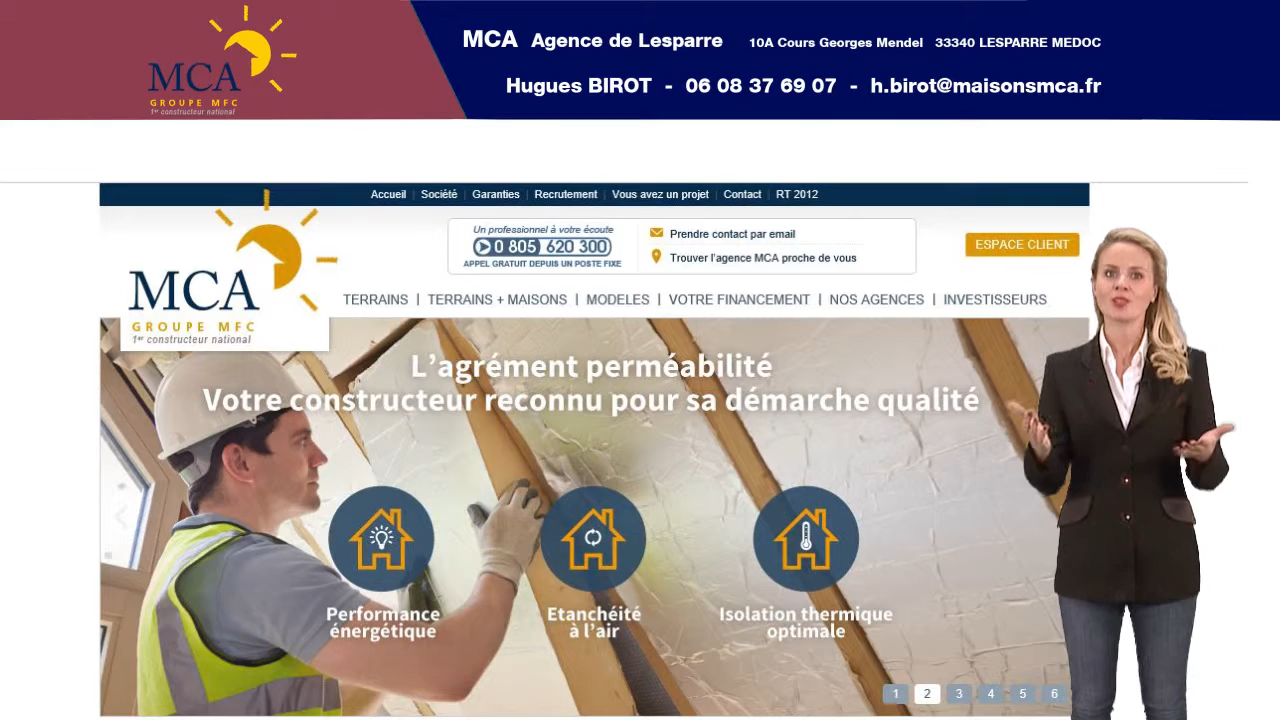 MCA
GROUPE MFC
1er constructeur national
MCA Agence de Lesparre 10A Cours Georges Mendel 33340 LESPARRE MEDOC
Hugues BIROT - 06 08 37 69 07 - h.birot@maisonsmca.fr
Accueil | Société | Garanties | Recrutement | Vous avez un projet | Contact | RT 2012
MCA
GROUPE MFC
1er constructeur national
Un professionnel à votre écoute
0 805 620 300
APPEL GRATUIT DEPUIS UN POSTE FIXE
Prendre contact par email
Trouver l'agence MCA proche de vous
ESPACE CLIENT
TERRAINS | TERRAINS + MAISONS | MODELES | VOTRE FINANCEMENT | NOS AGENCES | INVESTISSEURS
L'agrément perméabilité
Votre constructeur reconnu pour sa démarche qualité
Performance
énergétique
Etanchéité
à l'air
Isolation thermique
optimale
1 2 3 4 5 6